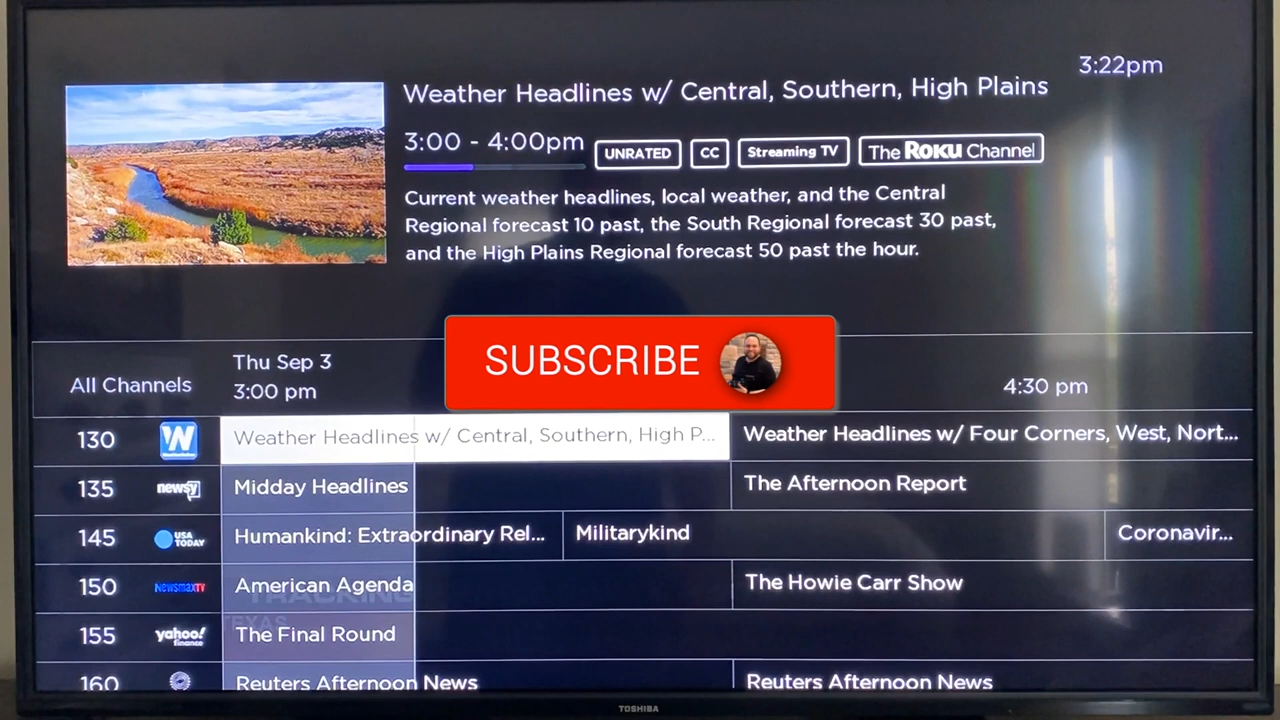 3:22pm
Weather Headlines w/ Central, Southern, High Plains
3:00 - 4:00pm UNRATED CC Streaming TV The Roku Channel
Current weather headlines, local weather, and the Central
Regional forecast 10 past, the South Regional forecast 30 past,
and the High Plains Regional forecast 50 past the hour.
SUBSCRIBE
All Channels
Thu Sep 3
3:00 pm
4:30 pm
130 W Weather Headlines w/ Central, Southern, High P... Weather Headlines w/ Four Corners, West, Nort...
135 newsy Midday Headlines The Afternoon Report
145 USA TODAY Humankind: Extraordinary Rel... Militarykind Coronavir...
150 NewsmaxTV American Agenda The Howie Carr Show
TRACKING
TEXAS
155 yahoo! finance The Final Round
160 Reuters Afternoon News Reuters Afternoon News
TOSHIBA